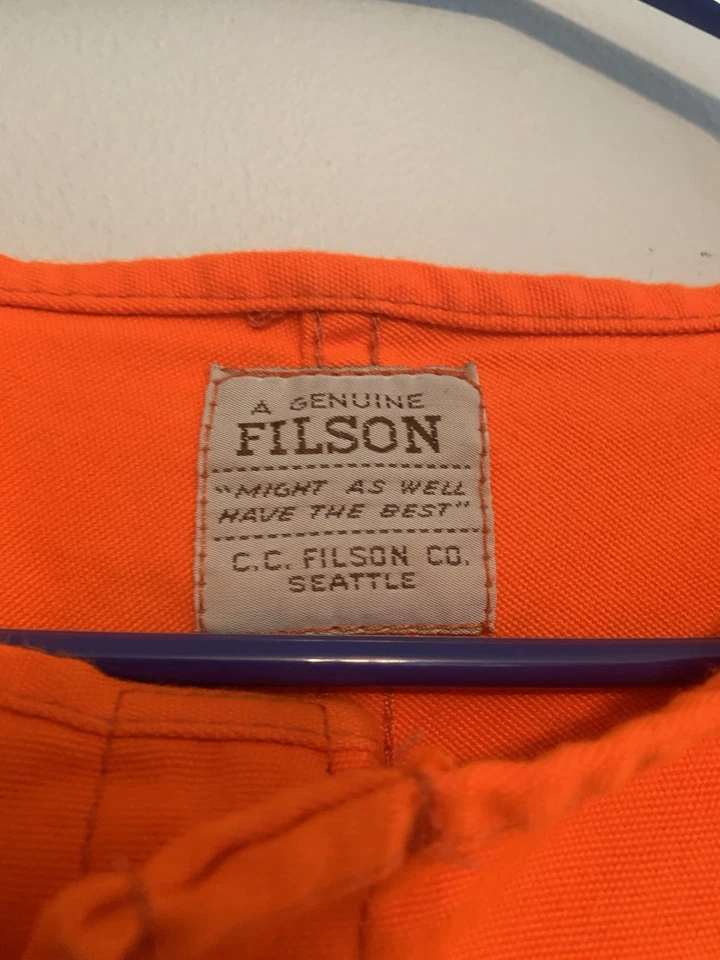 A GENUINE
FILSON
"MIGHT AS WELL
HAVE THE BEST"
C.C. FILSON CO.
SEATTLE